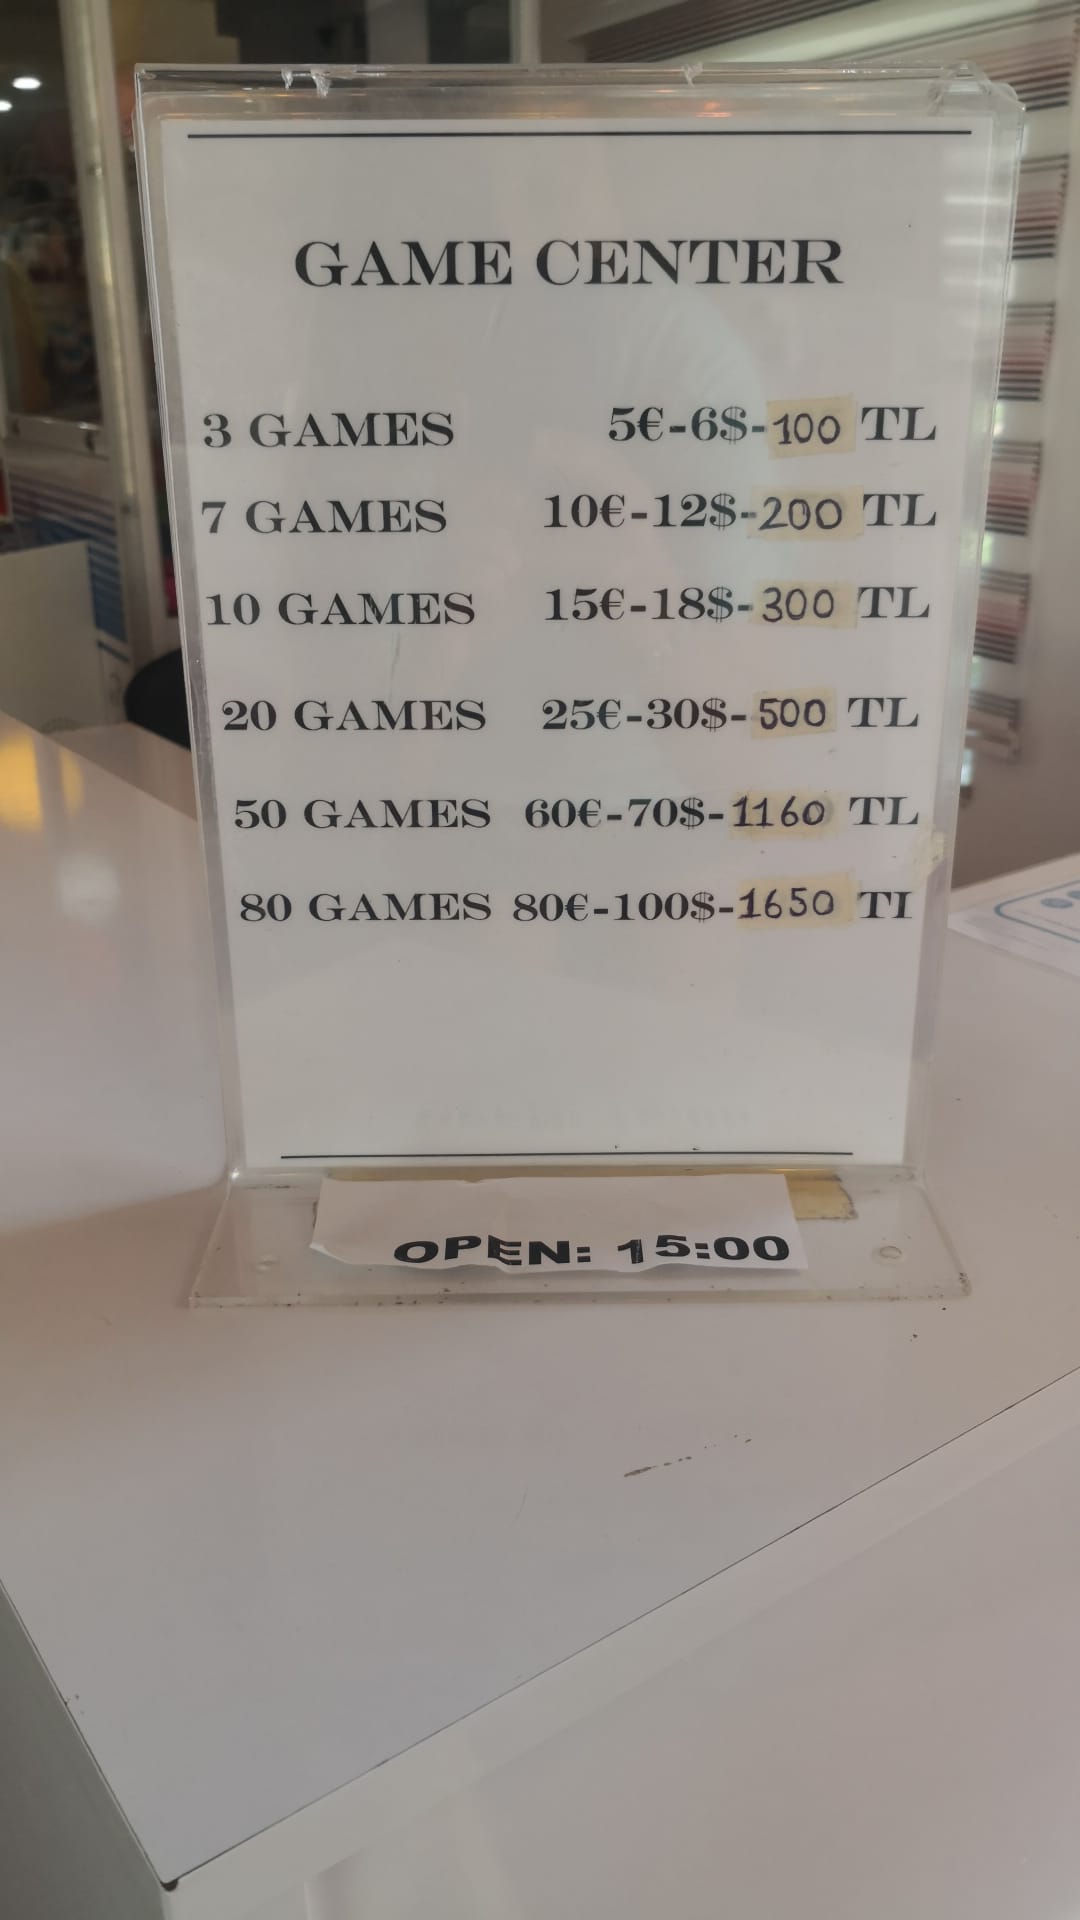 GAME CENTER
3 GAMES 5€-6$-100 TL
7 GAMES 10€-12$-200 TL
10 GAMES 15€-18$-300 TL
20 GAMES 25€-30$-500 TL
50 GAMES 60€-70$-1160 TL
80 GAMES 80€-100$-1650 TI
OPEN: 15:00